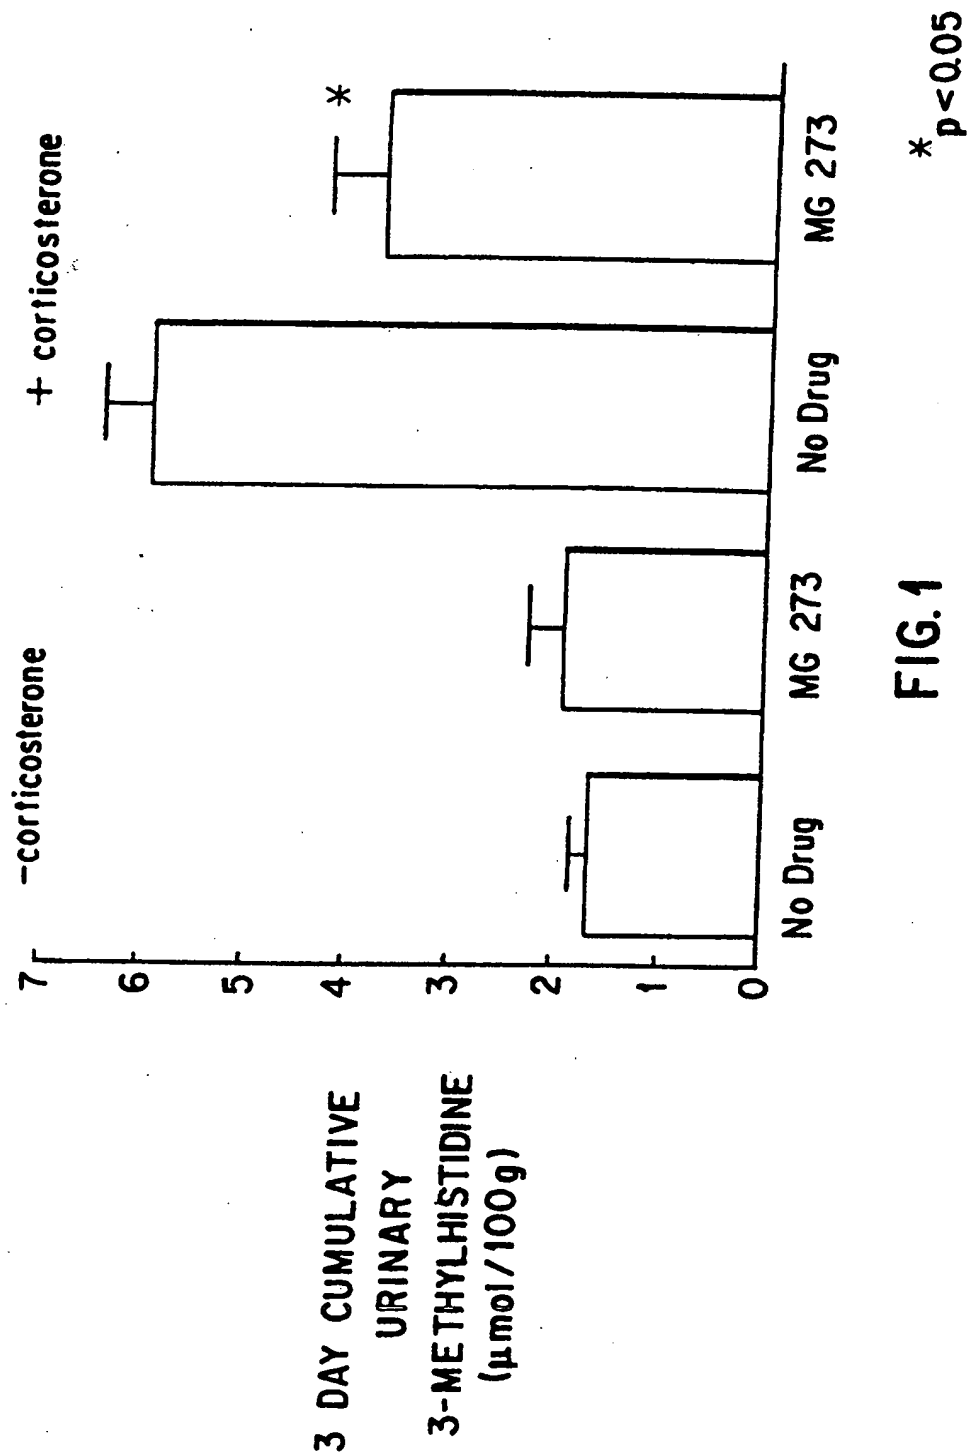 -corticosterone
+ corticosterone
3 DAY CUMULATIVE
URINARY
3-METHYLHISTIDINE
(µmol/100g)
7
6
5
4
3
2
1
0
*
No Drug
MG 273
No Drug
MG 273
* p<0.05
FIG. 1